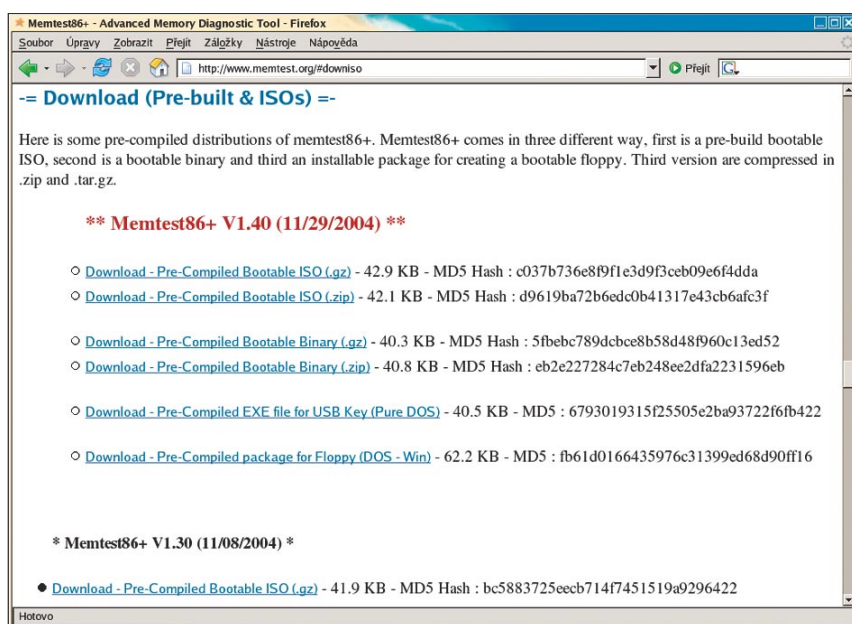 Memtest86+ - Advanced Memory Diagnostic Tool - Firefox
Soubor Úpravy Zobrazit Přejít Záložky Nástroje Nápověda
http://www.memtest.org/#downiso Přejít
-= Download (Pre-built & ISOs) =-
Here is some pre-compiled distributions of memtest86+. Memtest86+ comes in three different way, first is a pre-build bootable
ISO, second is a bootable binary and third an installable package for creating a bootable floppy. Third version are compressed in
.zip and .tar.gz.
** Memtest86+ V1.40 (11/29/2004) **
Download - Pre-Compiled Bootable ISO (.gz) - 42.9 KB - MD5 Hash : c037b736e8f9f1e3d9f3ceb09e6f4dda
Download - Pre-Compiled Bootable ISO (.zip) - 42.1 KB - MD5 Hash : d9619ba72b6edc0b41317e43cb6afc3f
Download - Pre-Compiled Bootable Binary (.gz) - 40.3 KB - MD5 Hash : 5fbebc789dcbce8b58d48f960c13ed52
Download - Pre-Compiled Bootable Binary (.zip) - 40.8 KB - MD5 Hash : eb2e227284c7eb248ee2dfa2231596eb
Download - Pre-Compiled EXE file for USB Key (Pure DOS) - 40.5 KB - MD5 : 6793019315f25505e2ba93722f6fb422
Download - Pre-Compiled package for Floppy (DOS - Win) - 62.2 KB - MD5 : fb61d0166435976c31399ed68d90ff16
* Memtest86+ V1.30 (11/08/2004) *
Download - Pre-Compiled Bootable ISO (.gz) - 41.9 KB - MD5 Hash : bc5883725eecb714f7451519a9296422
Hotovo